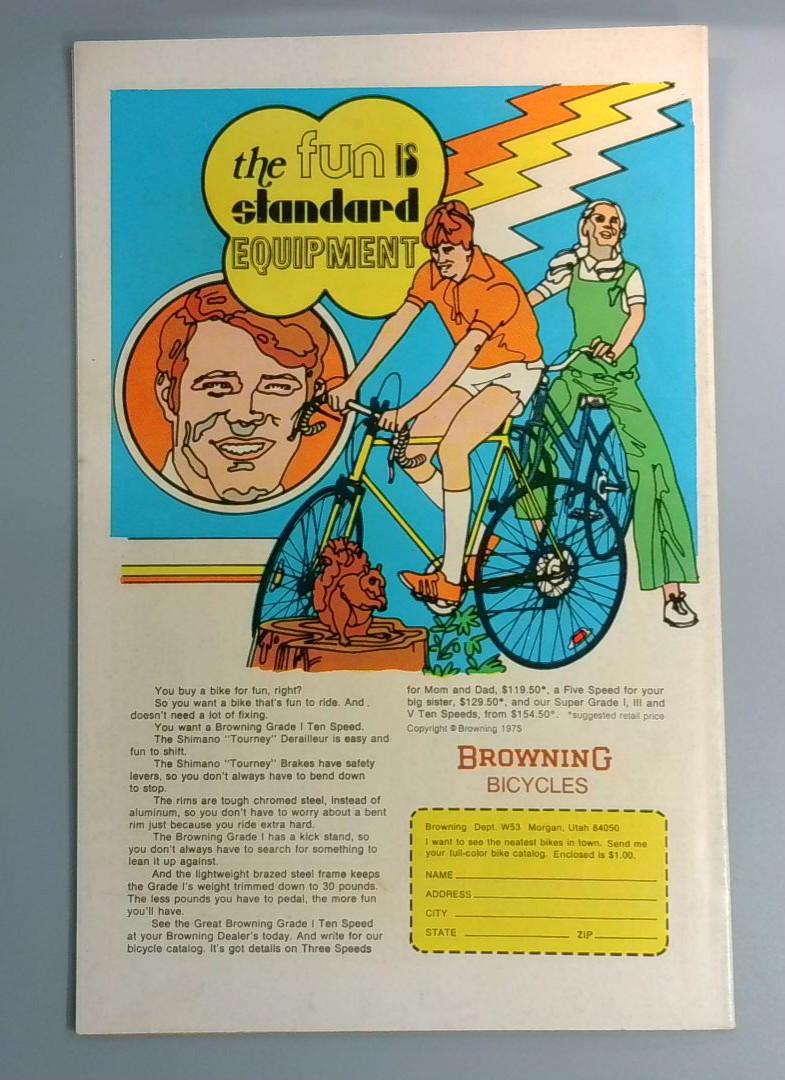 the fun IS
standard
EQUIPMENT
You buy a bike for fun, right?
So you want a bike that's fun to ride. And
doesn't need a lot of fixing.
You want a Browning Grade I Ten Speed.
The Shimano "Tourney" Derailleur is easy and
fun to shift.
The Shimano "Tourney" Brakes have safety
levers, so you don't always have to bend down
to stop.
The rims are tough chromed steel, instead of
aluminum, so you don't have to worry about a bent
rim just because you ride extra hard.
The Browning Grade I has a kick stand, so
you don't always have to search for something to
lean it up against.
And the lightweight brazed steel frame keeps
the Grade I's weight trimmed down to 30 pounds.
The less pounds you have to pedal, the more fun
you'll have.
See the Great Browning Grade I Ten Speed
at your Browning Dealer's today. And write for our
bicycle catalog. It's got details on Three Speeds
for Mom and Dad, $119.50*, a Five Speed for your
big sister, $129.50*, and our Super Grade I, III and
V Ten Speeds, from $154.50*. *suggested retail price
Copyright © Browning 1975
BROWNING
BICYCLES
Browning Dept. W53 Morgan, Utah 84050
I want to see the neatest bikes in town. Send me
your full-color bike catalog. Enclosed is $1.00.
NAME
ADDRESS
CITY
STATE ZIP